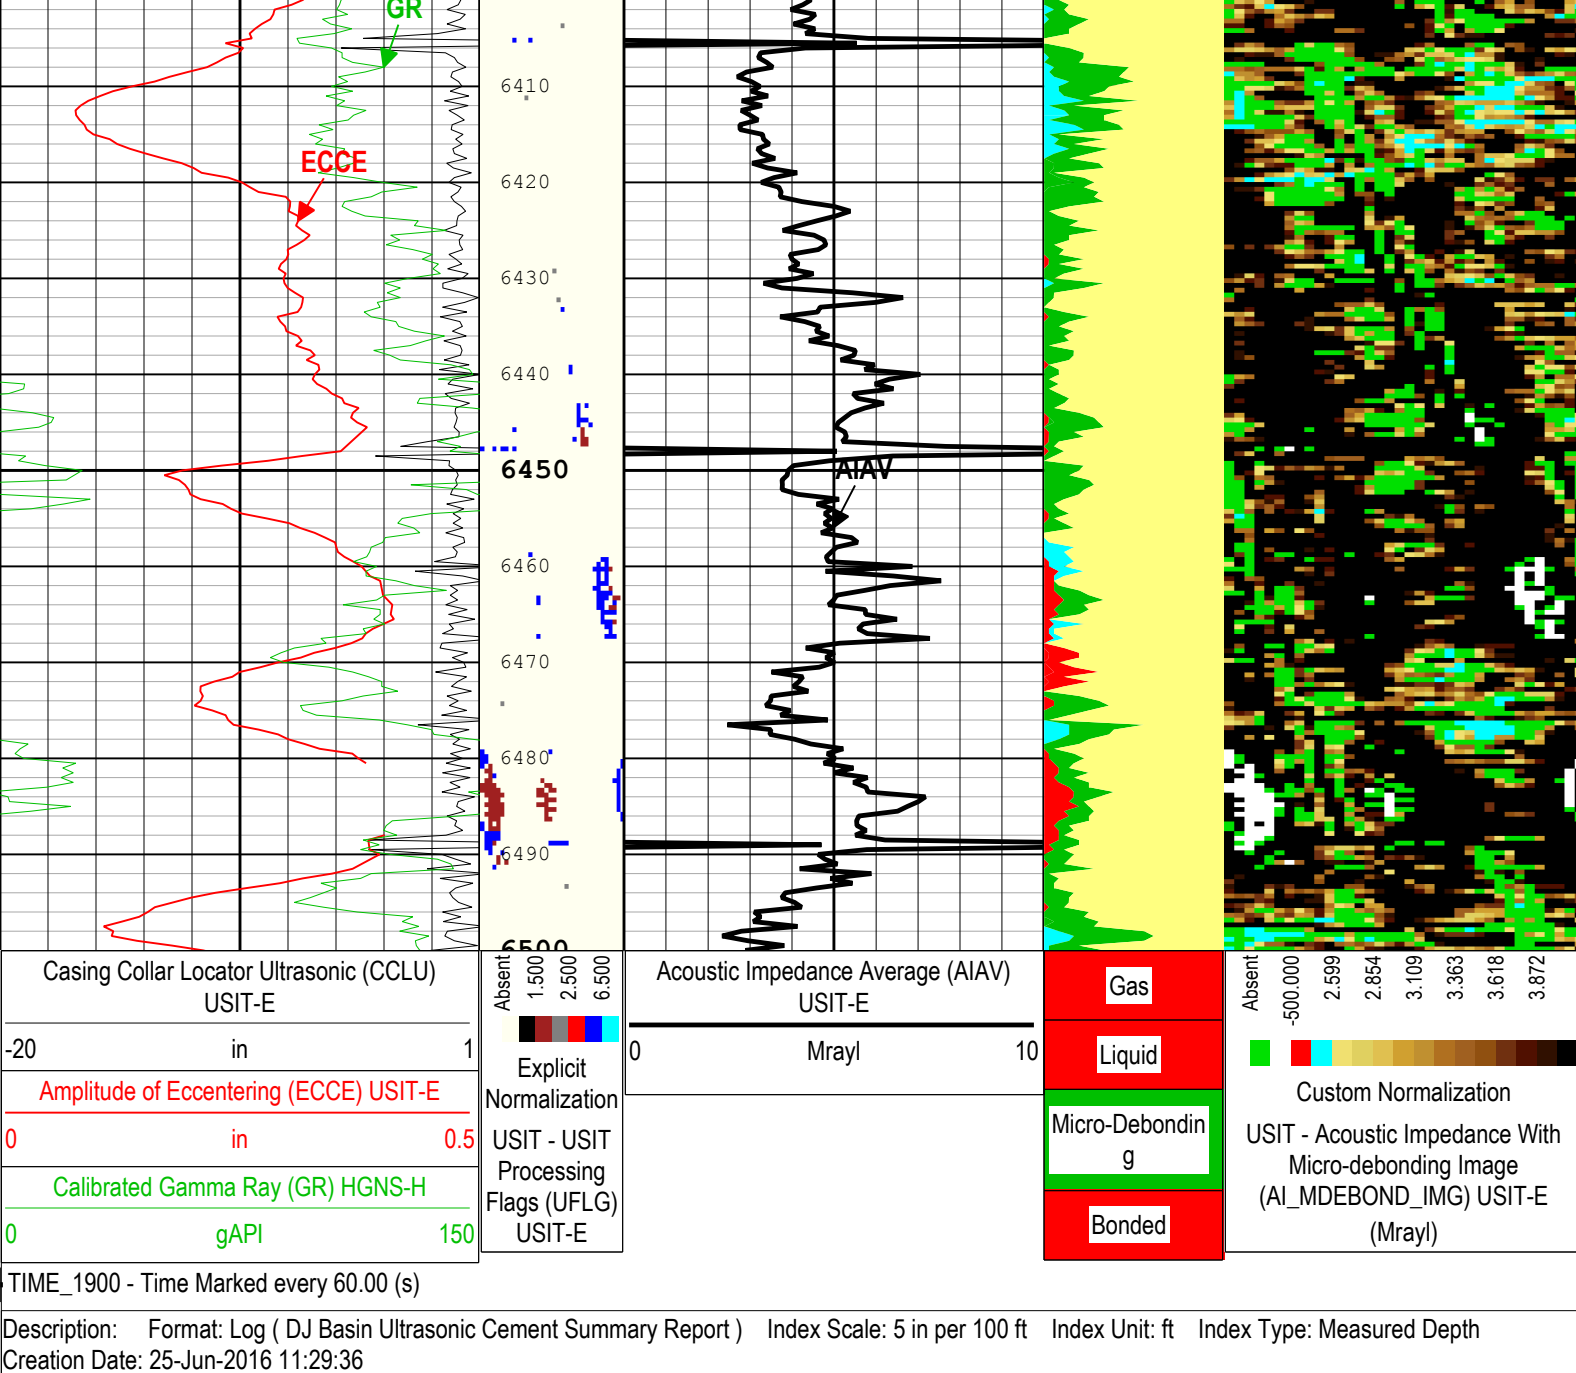 GR
6410
ECCE
6420
6430
6440
6450
AIAV
6460
6470
6480
6490
6500
Casing Collar Locator Ultrasonic (CCLU)
USIT-E
-20 in 1
Amplitude of Eccentering (ECCE) USIT-E
0 in 0.5
Calibrated Gamma Ray (GR) HGNS-H
0 gAPI 150
Absent
1.500
2.500
6.500
Explicit
Normalization
USIT - USIT
Processing
Flags (UFLG)
USIT-E
Acoustic Impedance Average (AIAV)
USIT-E
0 Mrayl 10
Gas
Liquid
Micro-Debondin
g
Bonded
Absent
-500.000
2.599
2.854
3.109
3.363
3.618
3.872
Custom Normalization
USIT - Acoustic Impedance With
Micro-debonding Image
(AI_MDEBOND_IMG) USIT-E
(Mrayl)
TIME_1900 - Time Marked every 60.00 (s)
Description: Format: Log ( DJ Basin Ultrasonic Cement Summary Report ) Index Scale: 5 in per 100 ft Index Unit: ft Index Type: Measured Depth
Creation Date: 25-Jun-2016 11:29:36